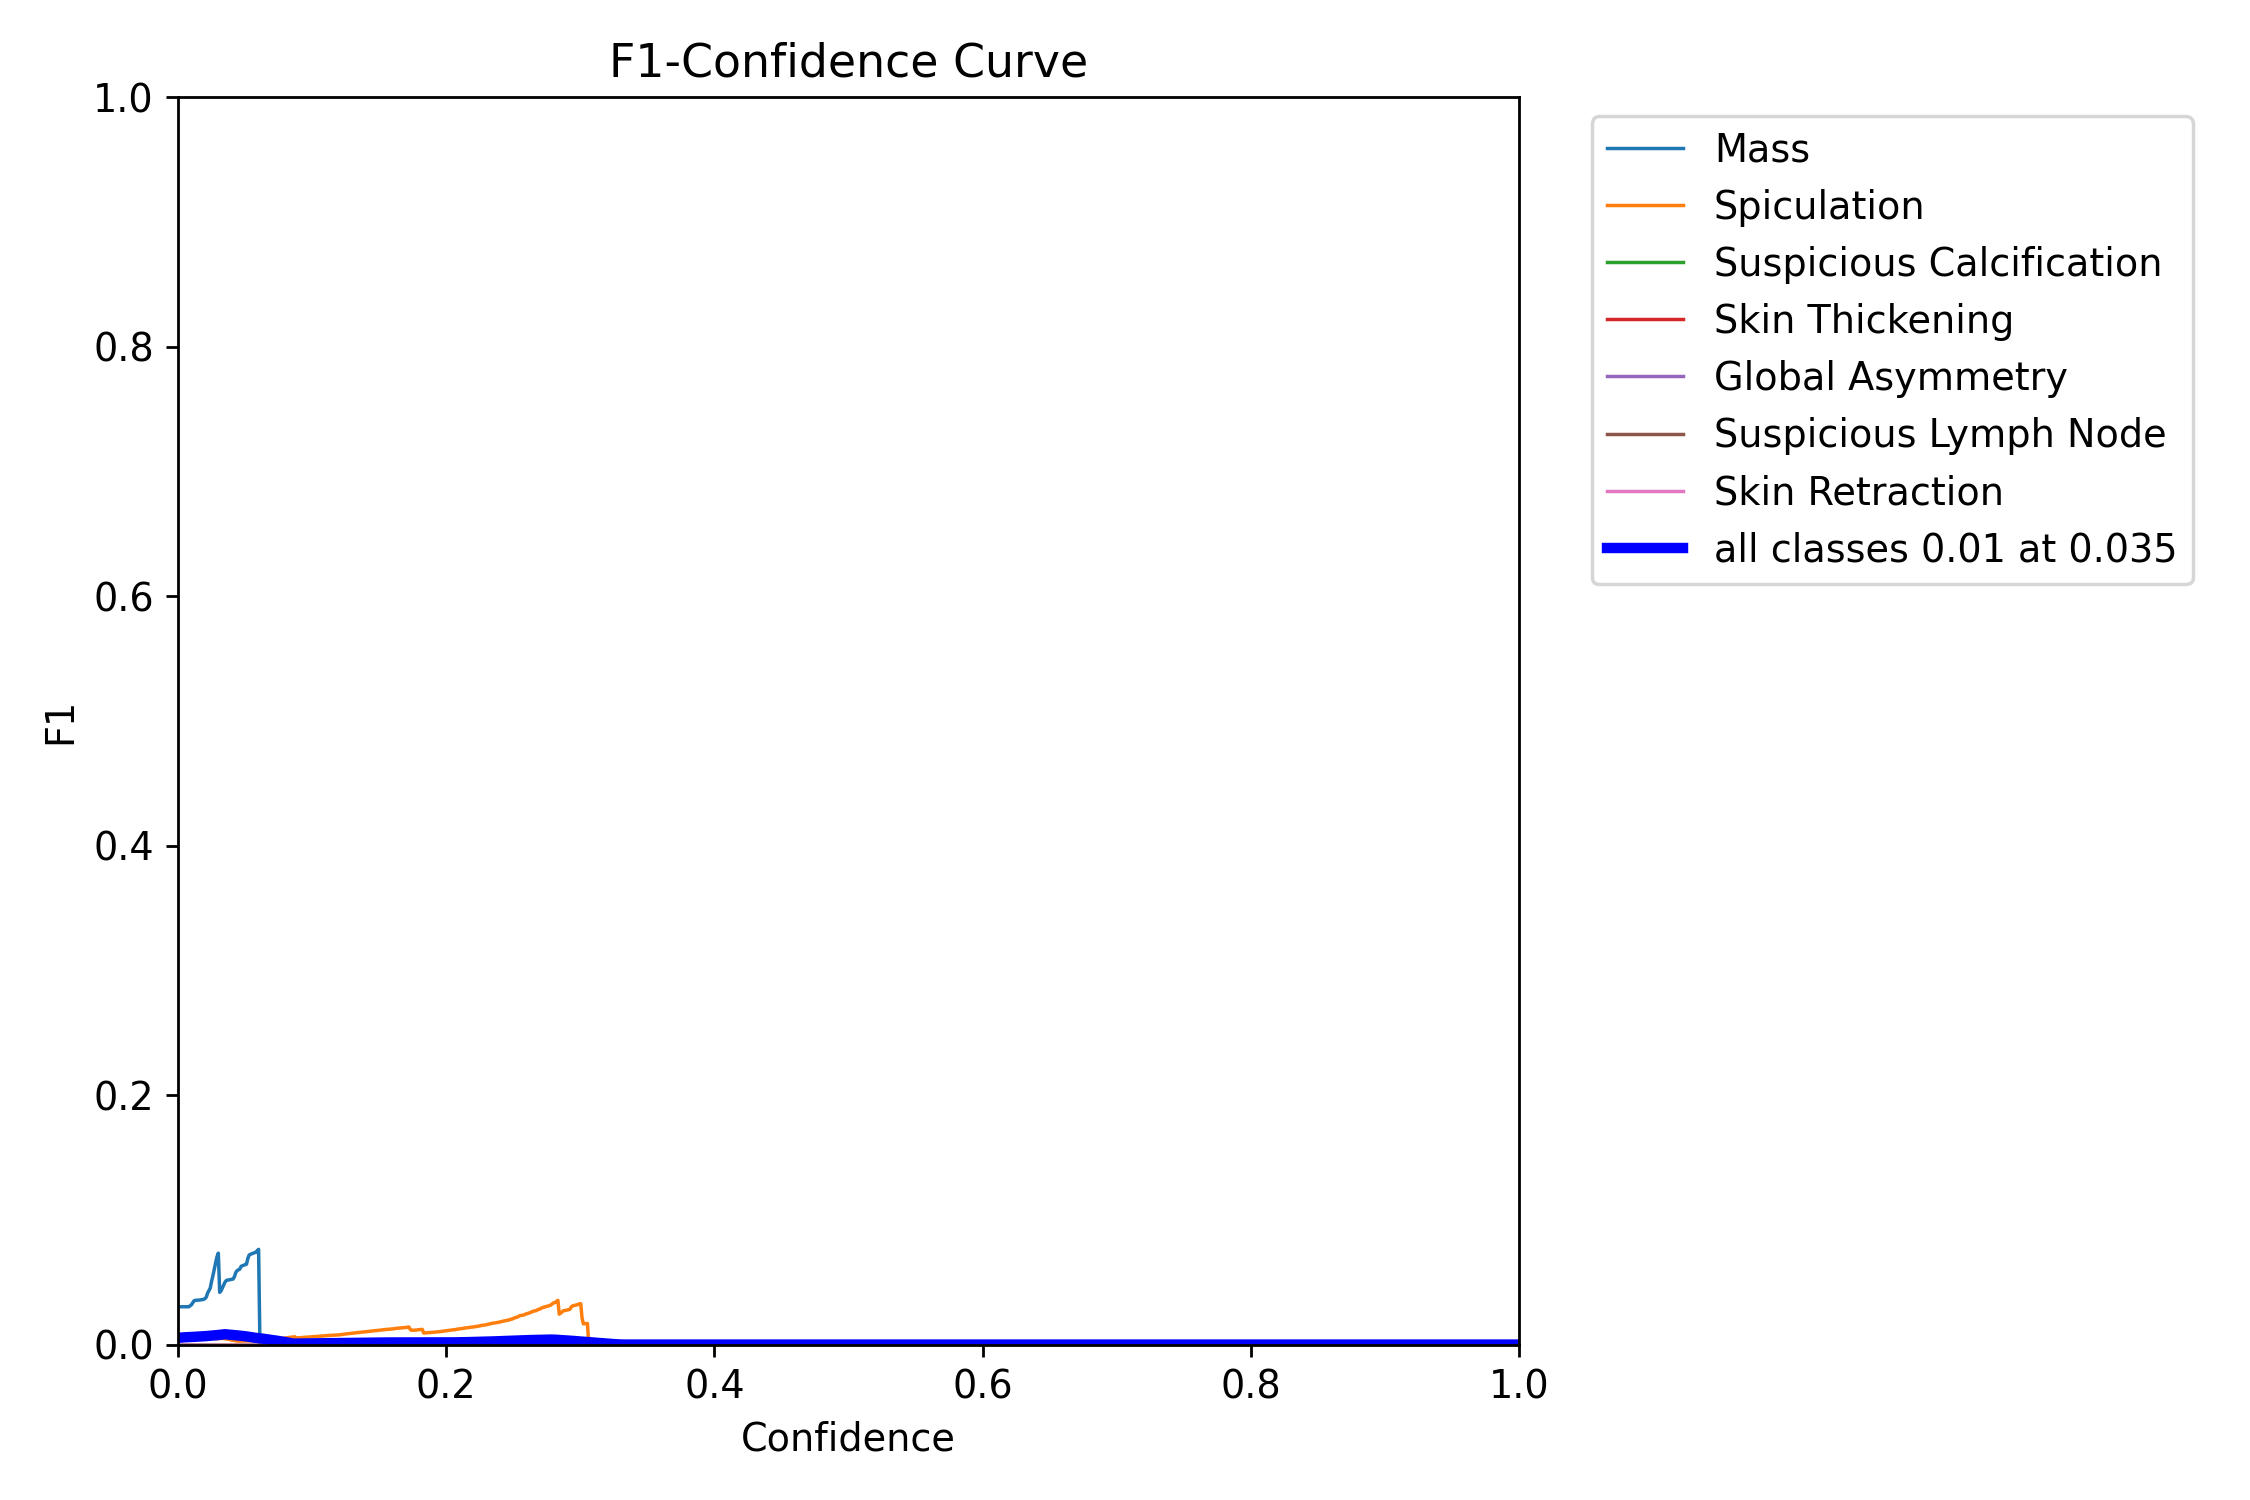 F1-Confidence Curve
1.0
0.8
0.6
0.4
0.2
0.0
F1
0.0 0.2 0.4 0.6 0.8 1.0
Confidence
Mass
Spiculation
Suspicious Calcification
Skin Thickening
Global Asymmetry
Suspicious Lymph Node
Skin Retraction
all classes 0.01 at 0.035